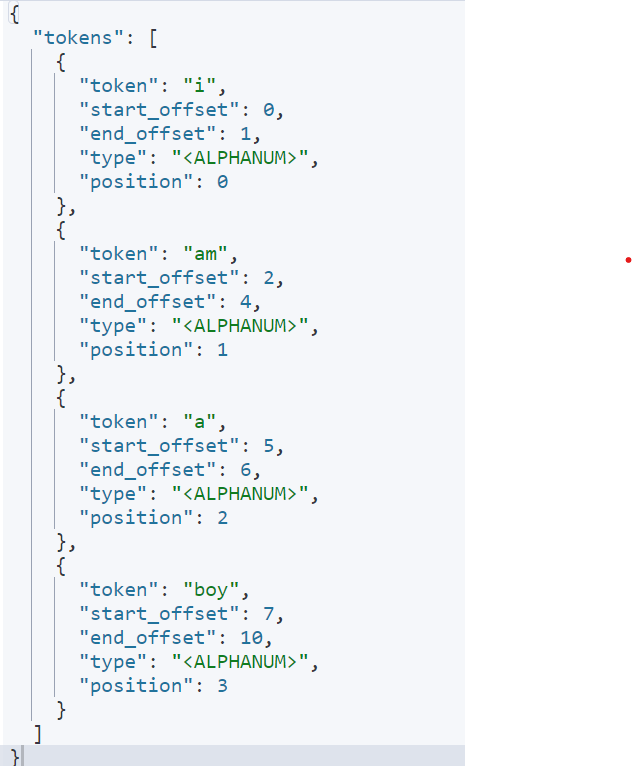 {
  "tokens": [
    {
      "token": "i",
      "start_offset": 0,
      "end_offset": 1,
      "type": "<ALPHANUM>",
      "position": 0
    },
    {
      "token": "am",
      "start_offset": 2,
      "end_offset": 4,
      "type": "<ALPHANUM>",
      "position": 1
    },
    {
      "token": "a",
      "start_offset": 5,
      "end_offset": 6,
      "type": "<ALPHANUM>",
      "position": 2
    },
    {
      "token": "boy",
      "start_offset": 7,
      "end_offset": 10,
      "type": "<ALPHANUM>",
      "position": 3
    }
  ]
}